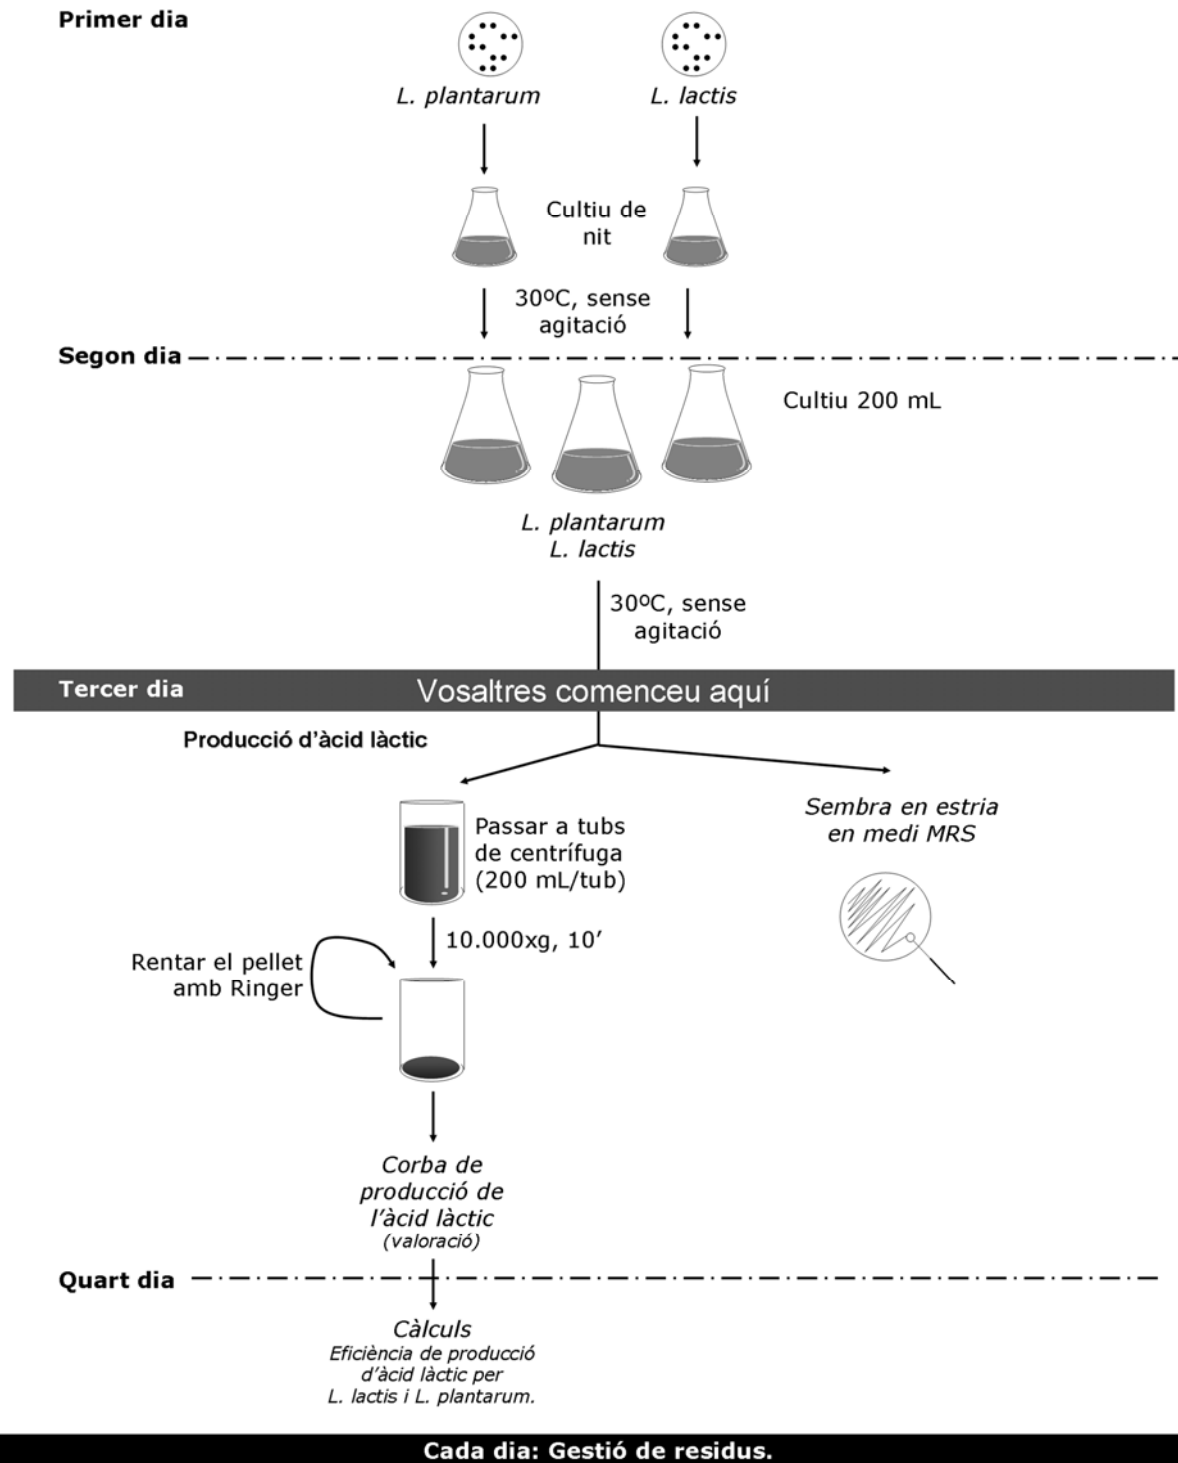 Primer dia
L. plantarum
L. lactis
Cultiu de
nit
30ºC, sense
agitació
Segon dia
Cultiu 200 mL
L. plantarum
L. lactis
30ºC, sense
agitació
Tercer dia
Vosaltres comenceu aquí
Producció d'àcid làctic
Passar a tubs
de centrífuga
(200 mL/tub)
Sembra en estria
en medi MRS
10.000xg, 10’
Rentar el pellet
amb Ringer
Corba de
producció de
l'àcid làctic
(valoració)
Quart dia
Càlculs
Eficiència de producció
d'àcid làctic per
L. lactis i L. plantarum.
Cada dia: Gestió de residus.